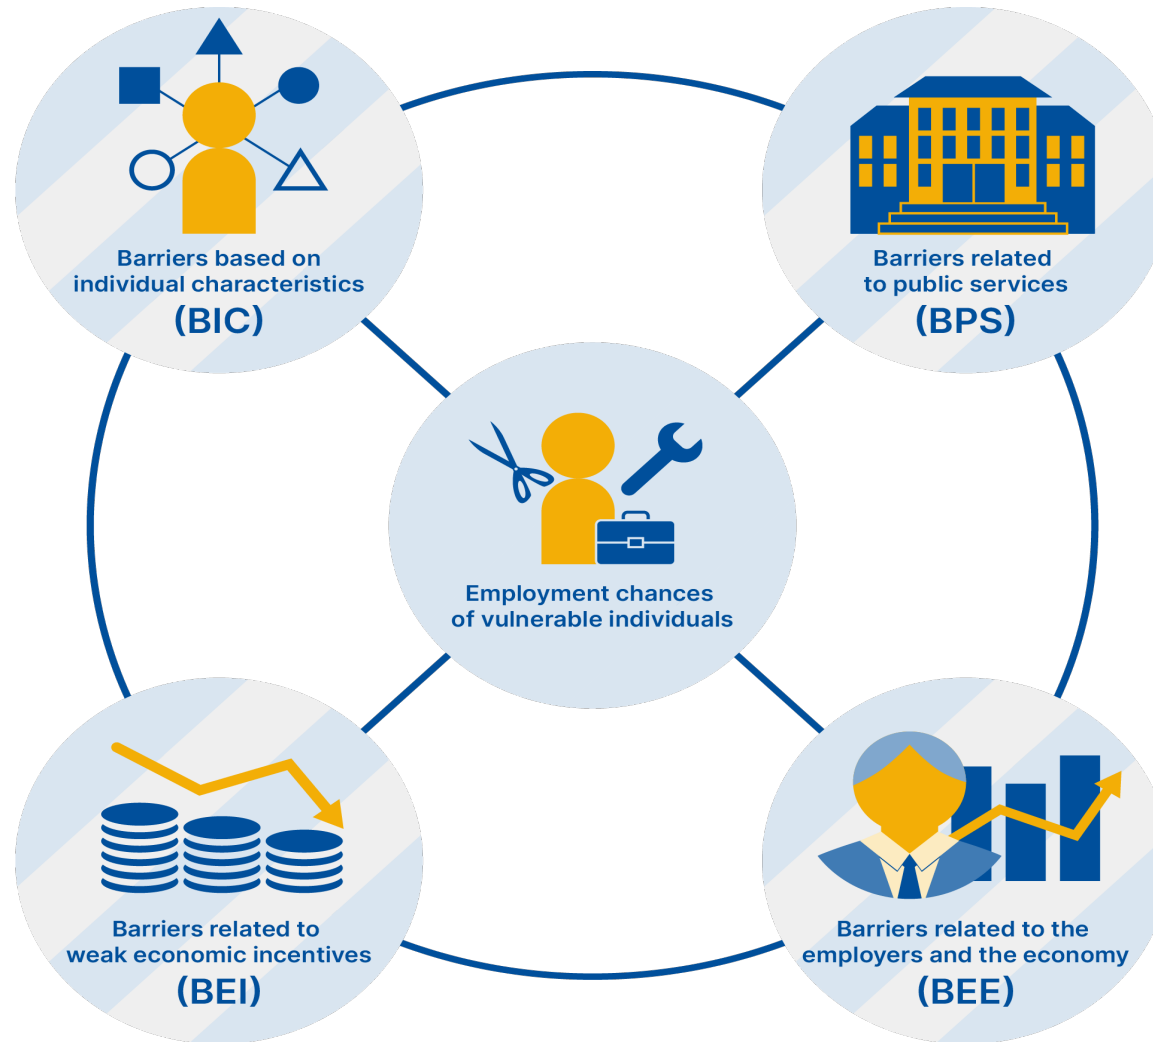 Barriers based on
individual characteristics
(BIC)
Barriers related
to public services
(BPS)
Employment chances
of vulnerable individuals
Barriers related to
weak economic incentives
(BEI)
Barriers related to the
employers and the economy
(BEE)